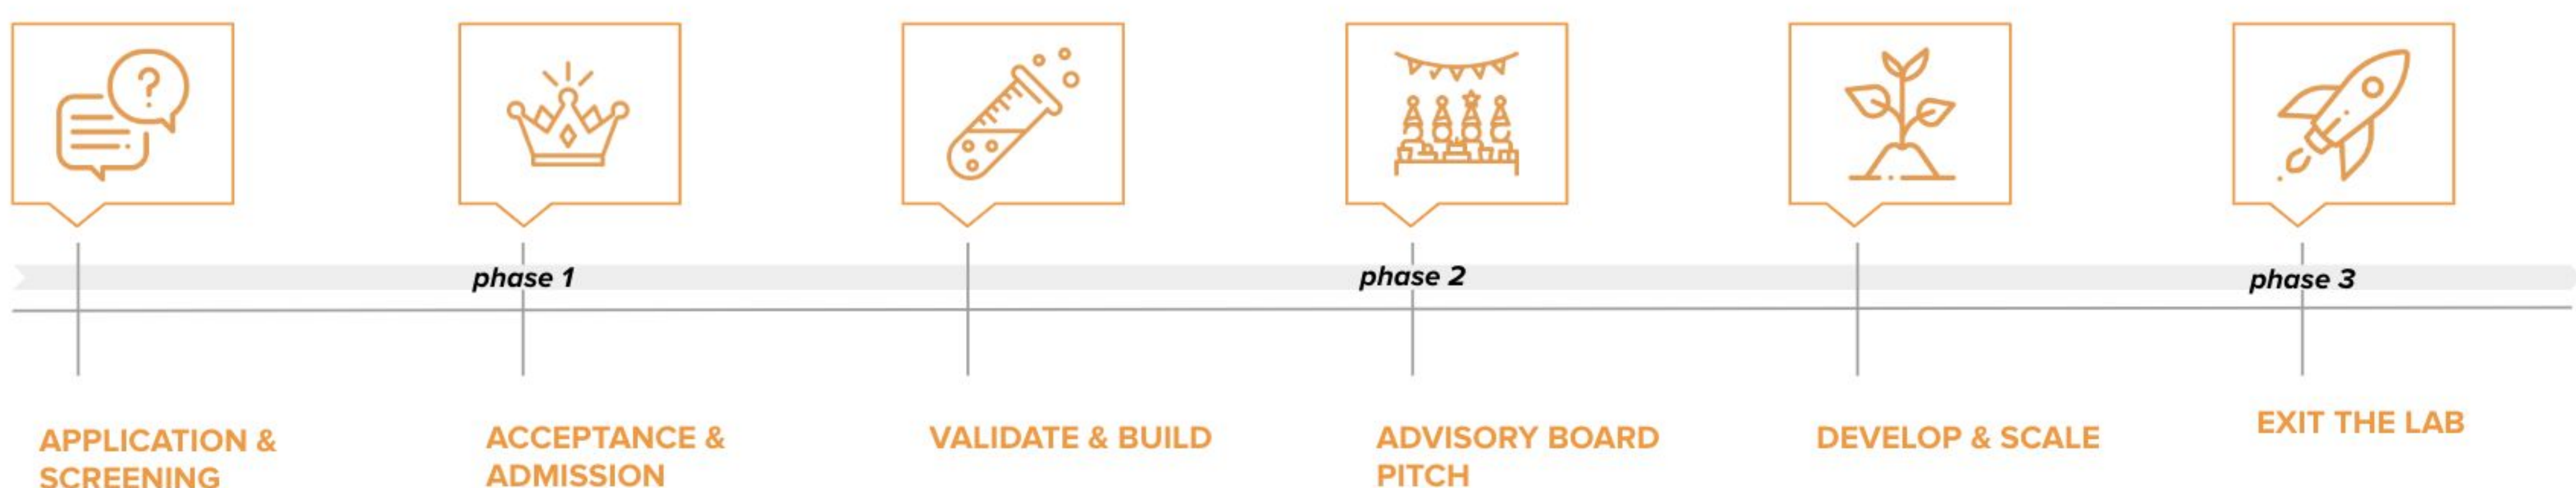 ?
phase 1
phase 2
phase 3
APPLICATION &
SCREENING
ACCEPTANCE &
ADMISSION
VALIDATE & BUILD
ADVISORY BOARD
PITCH
DEVELOP & SCALE
EXIT THE LAB